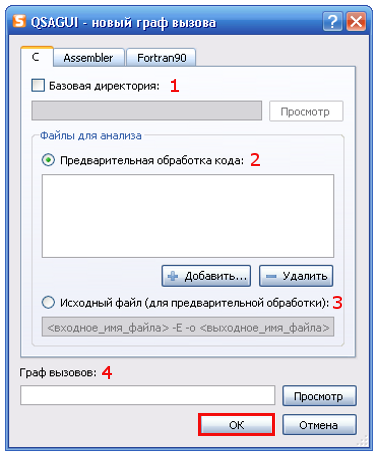 QSAGUI - новый граф вызова
C Assembler Fortran90
Базовая директория: 1
Просмотр
Файлы для анализа
Предварительная обработка кода: 2
Добавить... Удалить
Исходный файл (для предварительной обработки): 3
<входное_имя_файла> -E -o <выходное_имя_файла>
Граф вызовов: 4
Просмотр
OK Отмена